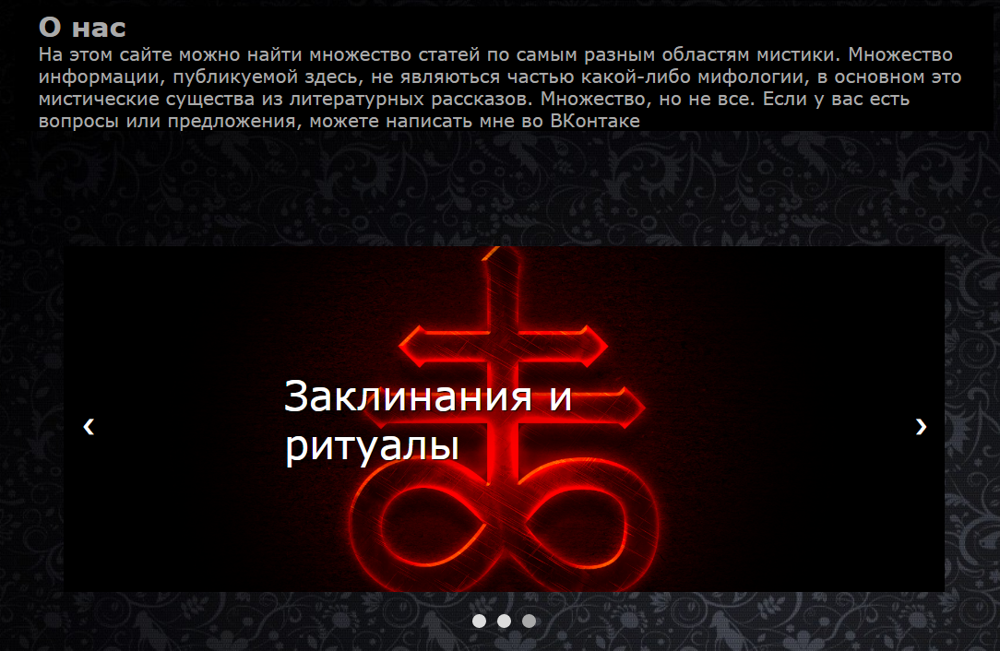 О нас
На этом сайте можно найти множество статей по самым разным областям мистики. Множество
информации, публикуемой здесь, не являються частью какой-либо мифологии, в основном это
мистические существа из литературных рассказов. Множество, но не все. Если у вас есть
вопросы или предложения, можете написать мне во ВКонтаке
Заклинания и
ритуалы